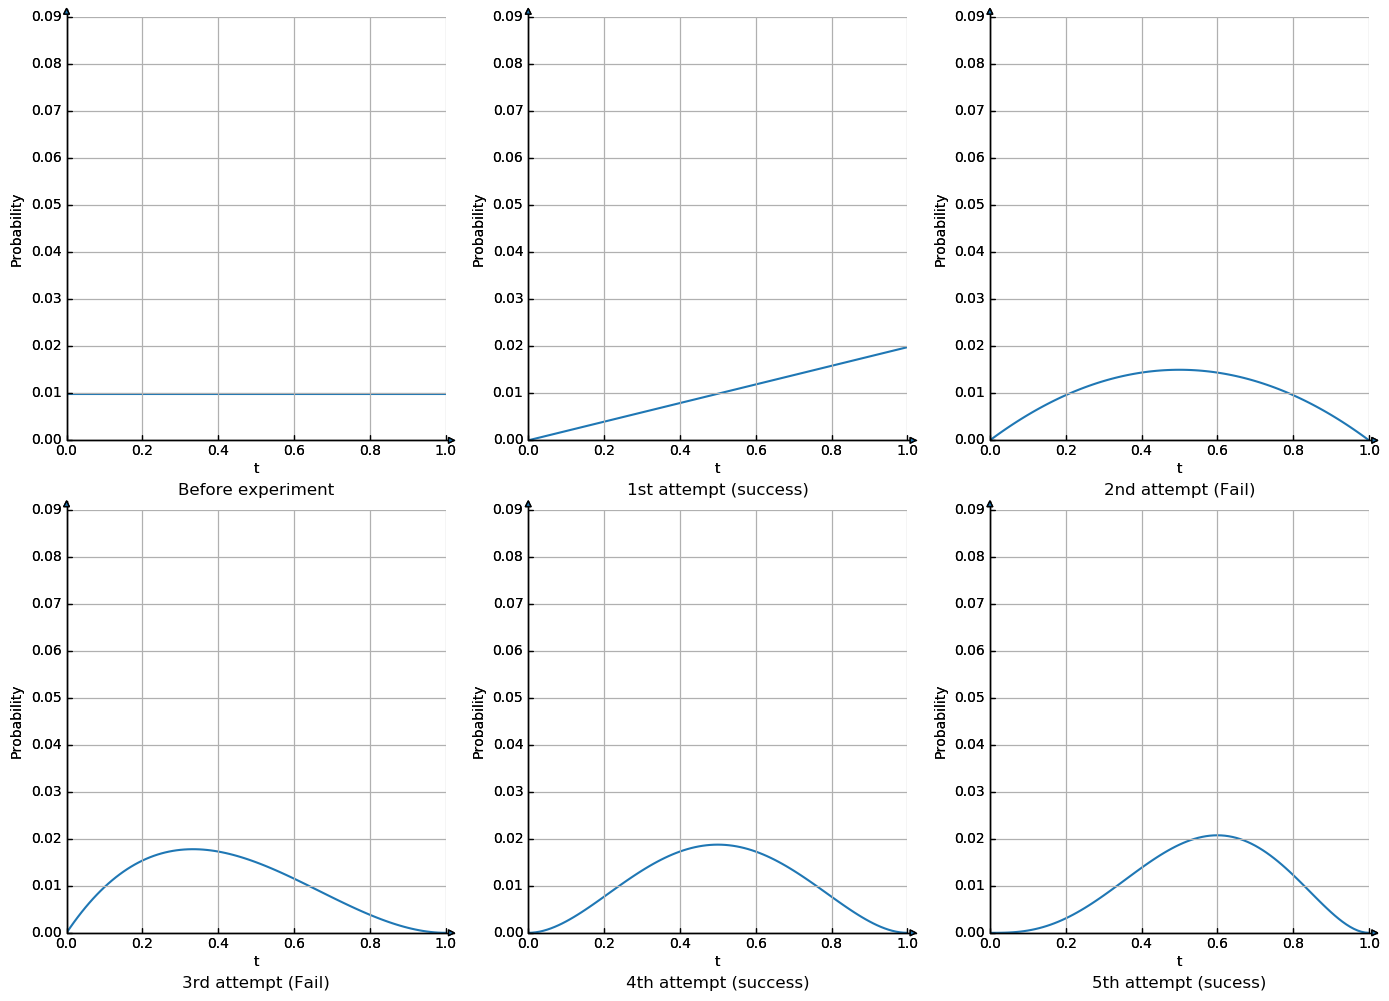 0.09 0.09 0.09
0.08 0.08 0.08
0.07 0.07 0.07
0.06 0.06 0.06
0.05 0.05 0.05
Probability Probability Probability
0.04 0.04 0.04
0.03 0.03 0.03
0.02 0.02 0.02
0.01 0.01 0.01
0.00 0.00 0.00
0.0 0.2 0.4 0.6 0.8 1.0 0.0 0.2 0.4 0.6 0.8 1.0 0.0 0.2 0.4 0.6 0.8 1.0
t t t
Before experiment 1st attempt (success) 2nd attempt (Fail)
0.09 0.09 0.09
0.08 0.08 0.08
0.07 0.07 0.07
0.06 0.06 0.06
0.05 0.05 0.05
Probability Probability Probability
0.04 0.04 0.04
0.03 0.03 0.03
0.02 0.02 0.02
0.01 0.01 0.01
0.00 0.00 0.00
0.0 0.2 0.4 0.6 0.8 1.0 0.0 0.2 0.4 0.6 0.8 1.0 0.0 0.2 0.4 0.6 0.8 1.0
t t t
3rd attempt (Fail) 4th attempt (success) 5th attempt (sucess)